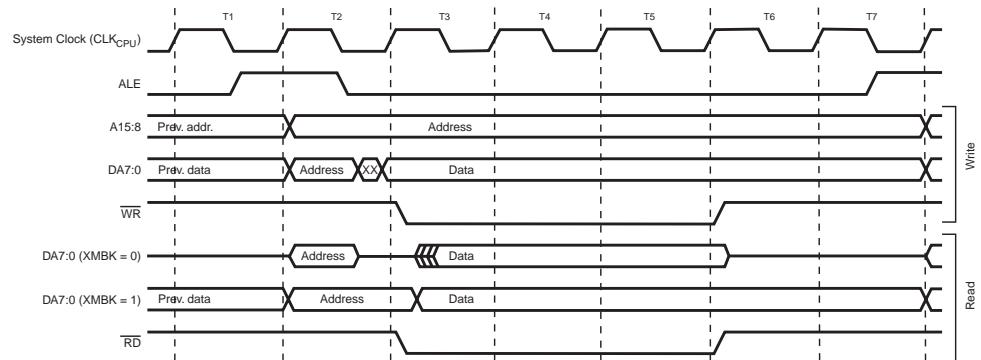 T1 T2 T3 T4 T5 T6 T7
System Clock (CLKCPU)
ALE
A15:8 Prev. addr. Address
DA7:0 Prev. data Address XX Data
WR
Write
DA7:0 (XMBK = 0) Address Data
DA7:0 (XMBK = 1) Prev. data Address Data
RD
Read